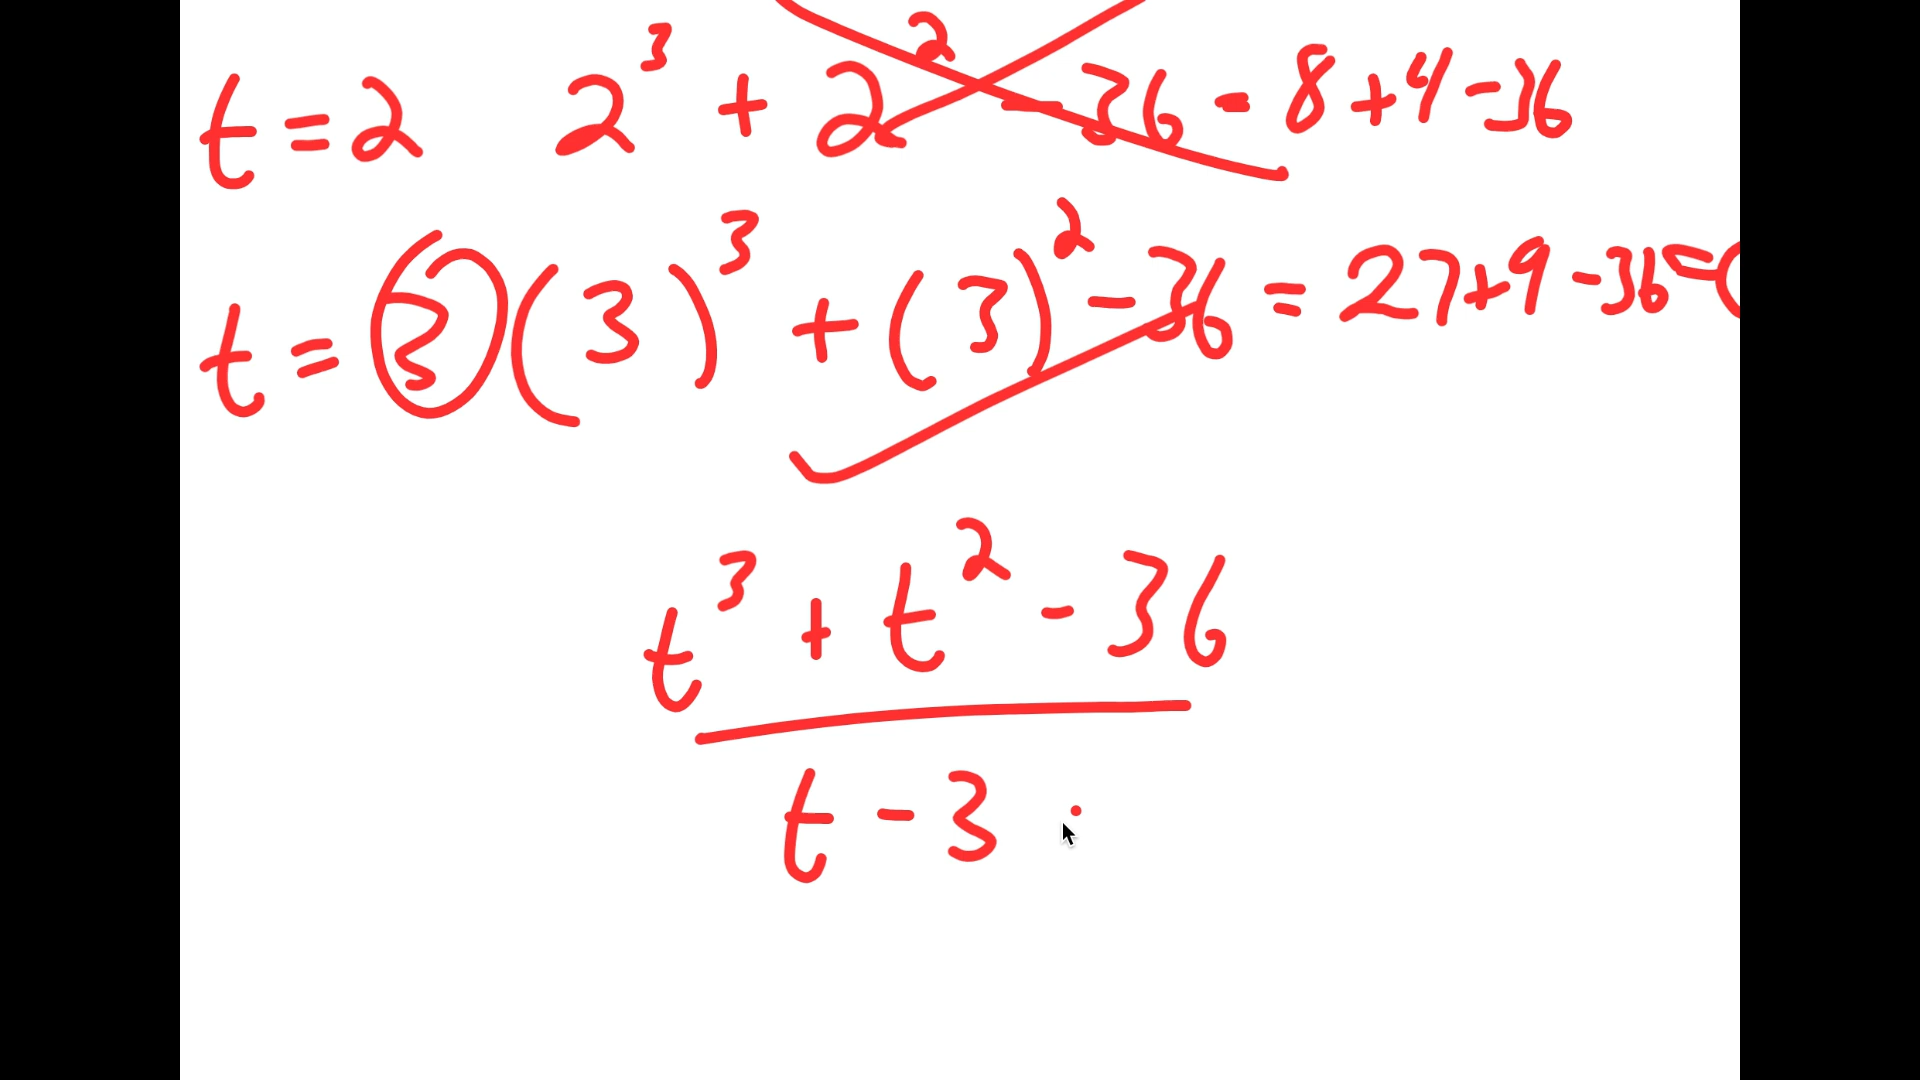 t = 2 2³ + 2² - 36 = 8 + 4 - 36
t = 3 (3)³ + (3)² - 36 = 27 + 9 - 36 =
t³ + t² - 36
t - 3